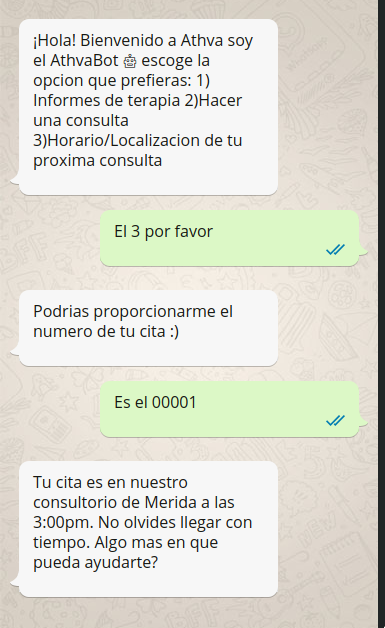 ¡Hola! Bienvenido a Athva soy
el AthvaBot 🤖 escoge la
opcion que prefieras: 1)
Informes de terapia 2)Hacer
una consulta
3)Horario/Localizacion de tu
proxima consulta
El 3 por favor
Podrias proporcionarme el
numero de tu cita :)
Es el 00001
Tu cita es en nuestro
consultorio de Merida a las
3:00pm. No olvides llegar con
tiempo. Algo mas en que
pueda ayudarte?